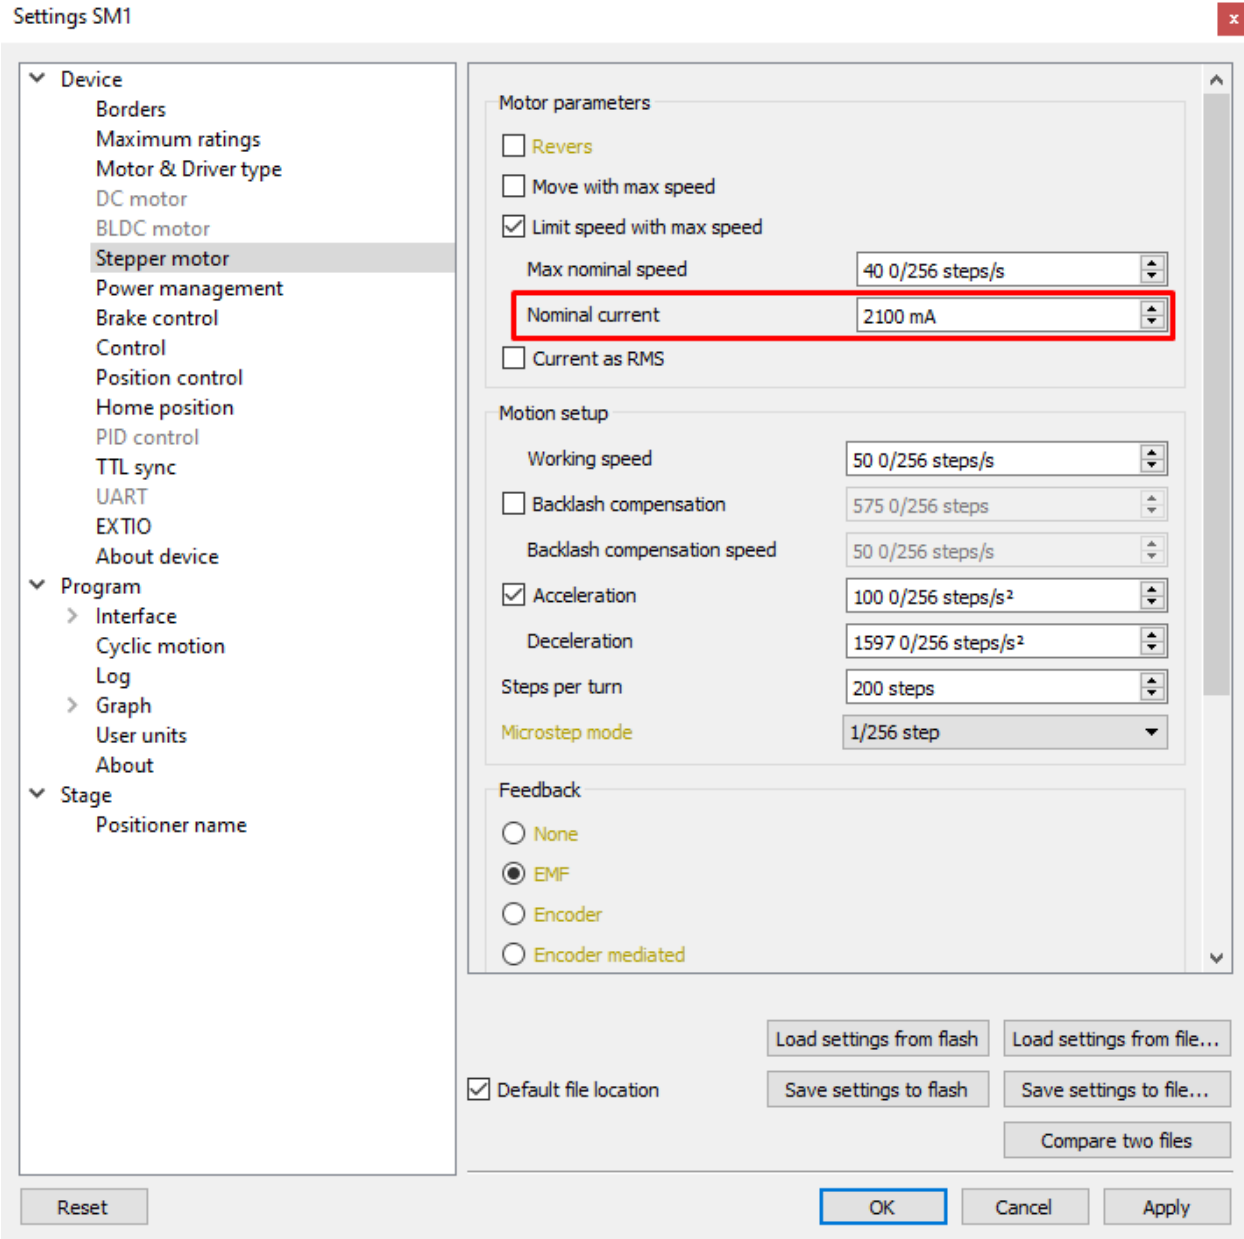 Settings SM1
x
Device
Borders
Maximum ratings
Motor & Driver type
DC motor
BLDC motor
Stepper motor
Power management
Brake control
Control
Position control
Home position
PID control
TTL sync
UART
EXTIO
About device
Program
Interface
Cyclic motion
Log
Graph
User units
About
Stage
Positioner name
Motor parameters
Revers
Move with max speed
Limit speed with max speed
Max nominal speed 40 0/256 steps/s
Nominal current 2100 mA
Current as RMS
Motion setup
Working speed 50 0/256 steps/s
Backlash compensation 575 0/256 steps
Backlash compensation speed 50 0/256 steps/s
Acceleration 100 0/256 steps/s²
Deceleration 1597 0/256 steps/s²
Steps per turn 200 steps
Microstep mode 1/256 step
Feedback
None
EMF
Encoder
Encoder mediated
Load settings from flash Load settings from file...
Default file location Save settings to flash Save settings to file...
Compare two files
Reset OK Cancel Apply